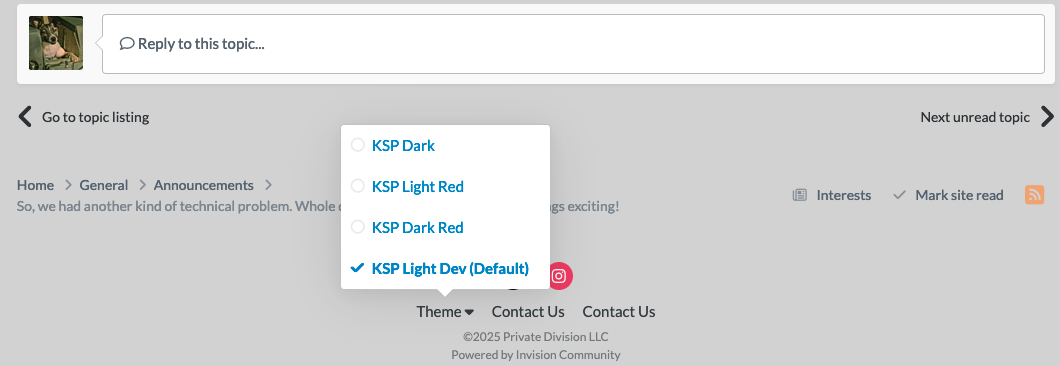 Reply to this topic...
Go to topic listing
Next unread topic
KSP Dark
KSP Light Red
KSP Dark Red
KSP Light Dev (Default)
Home General Announcements
So, we had another kind of technical problem. Whole gs exciting!
Interests Mark site read
Theme Contact Us Contact Us
©2025 Private Division LLC
Powered by Invision Community